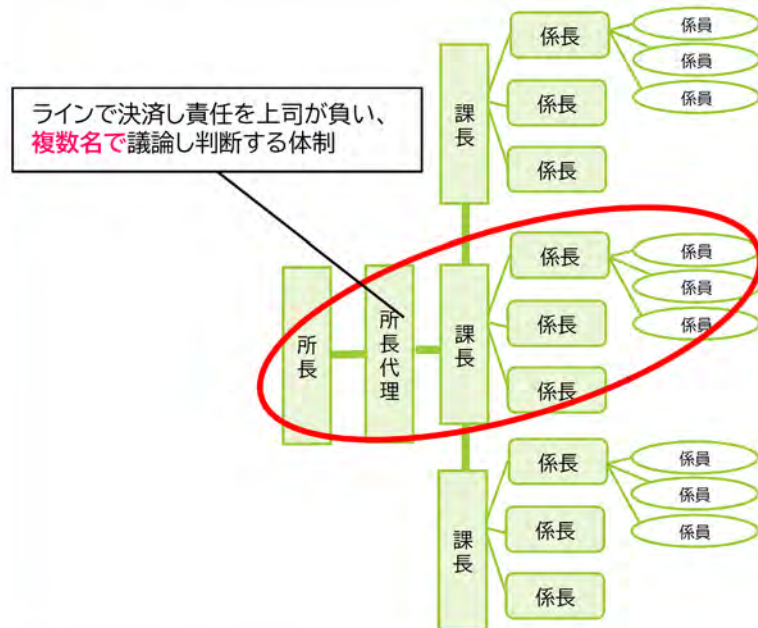 ラインで決済し責任を上司が負い、
複数名で議論し判断する体制
所長
所長代理
課長
係長
係員
係員
係員
係長
係長
課長
係長
係員
係員
係員
係長
係長
課長
係長
係員
係員
係員
係長
係長